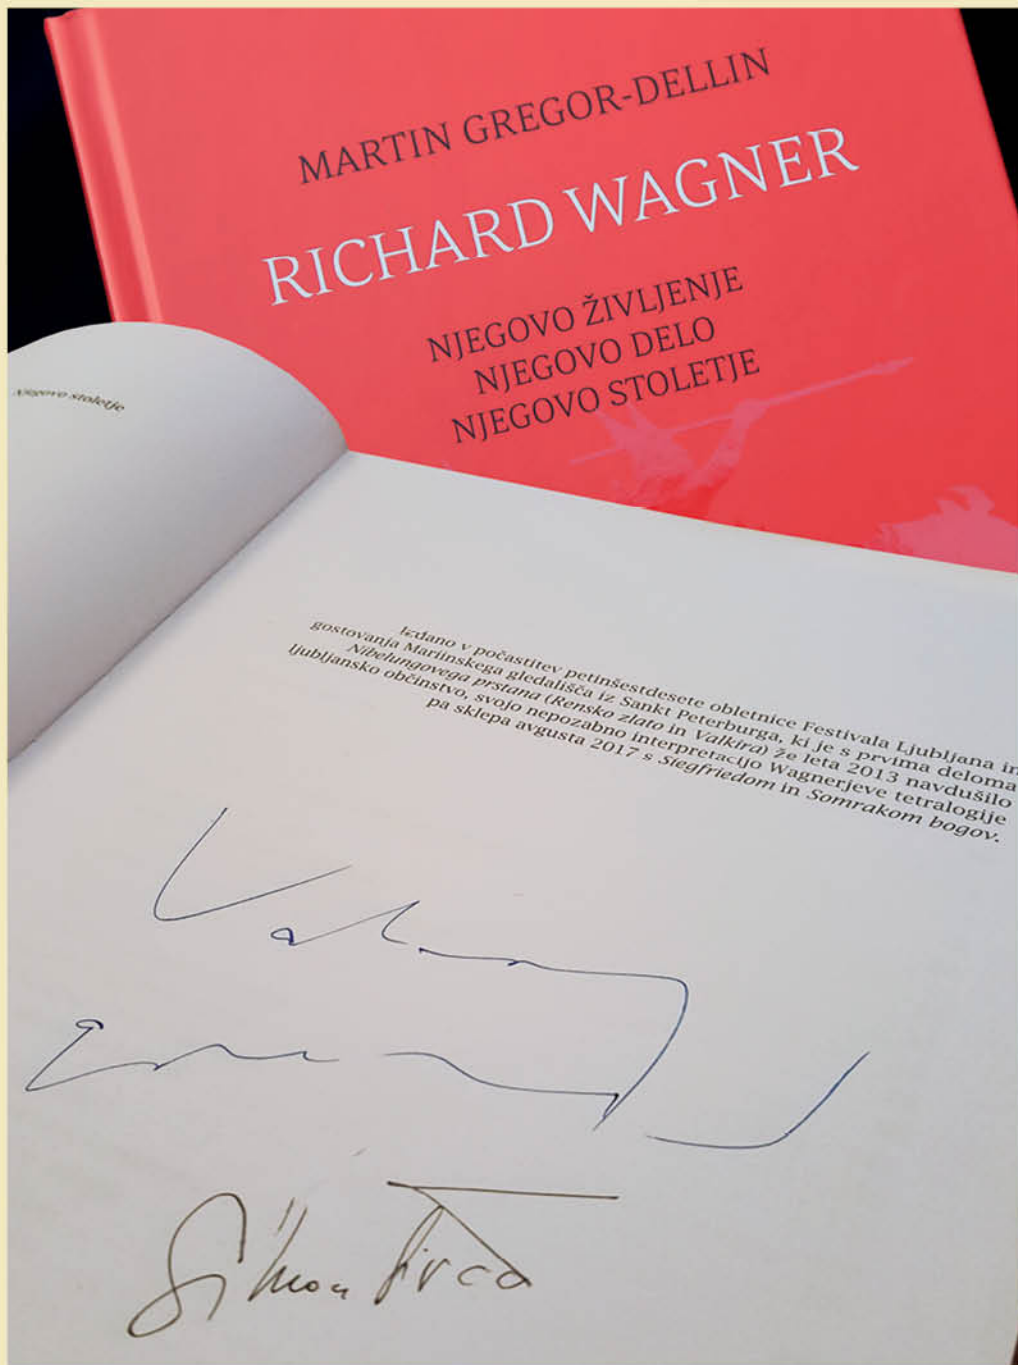 MARTIN GREGOR-DELLIN
RICHARD WAGNER
NJEGOVO ŽIVLJENJE
NJEGOVO DELO
NJEGOVO STOLETJE
Njegovo stoletje
Izdano v počastitev petinšestdesete obletnice Festivala Ljubljana in
gostovanja Mariinskega gledališča iz Sankt Peterburga, ki je s prvima deloma
Nibelungovega prstana (Rensko zlato in Valkira) že leta 2013 navdušilo
ljubljansko občinstvo, svojo nepozabno interpretacijo Wagnerjeve tetralogije
pa sklepa avgusta 2017 s Siegfriedom in Somrakom bogov.
Simon